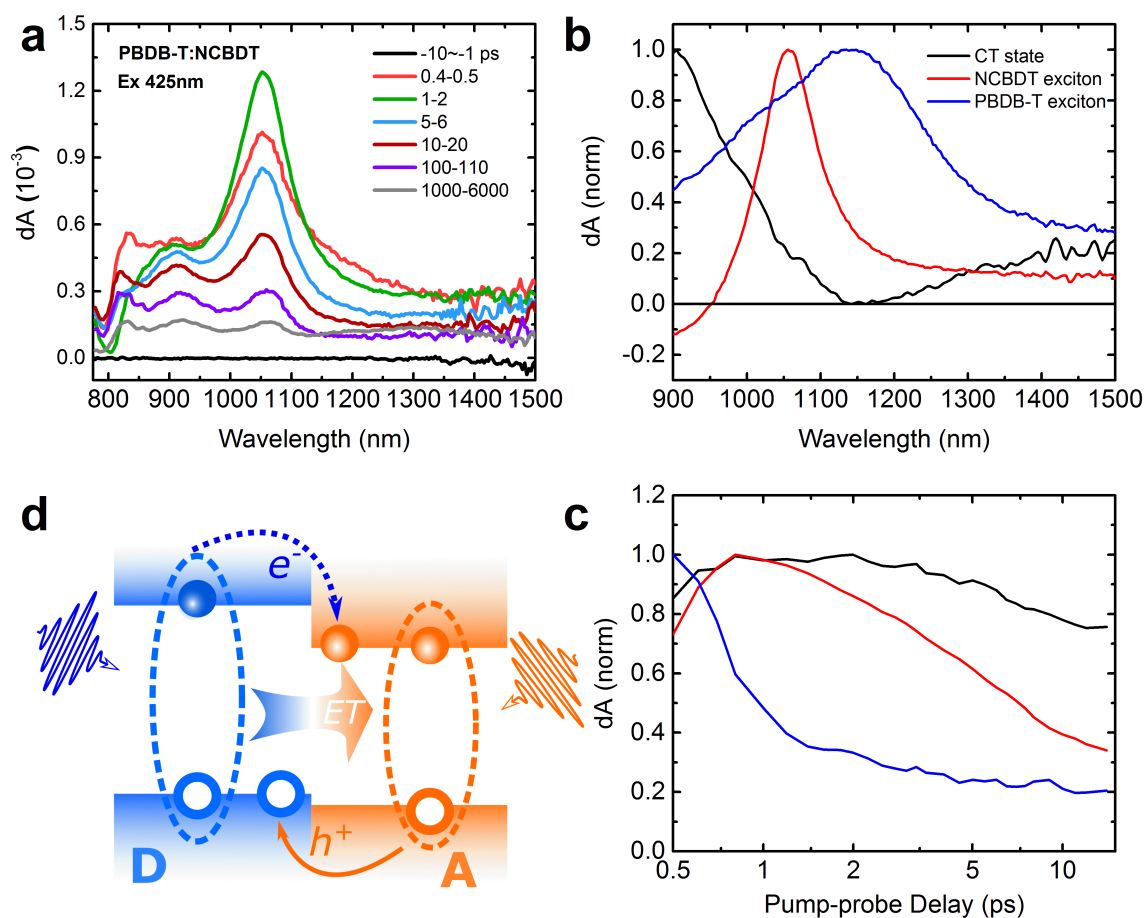 a
PBDB-T:NCBDT
Ex 425nm
-10~-1 ps
0.4-0.5
1-2
5-6
10-20
100-110
1000-6000
1.5
1.2
0.9
0.6
0.3
0.0
dA (10⁻³)
800 900 1000 1100 1200 1300 1400 1500
Wavelength (nm)
b
CT state
NCBDT exciton
PBDB-T exciton
1.0
0.8
0.6
0.4
0.2
0.0
-0.2
dA (norm)
900 1000 1100 1200 1300 1400 1500
Wavelength (nm)
d
e⁻
ET
h⁺
D
A
c
1.2
1.0
0.8
0.6
0.4
0.2
0.0
dA (norm)
0.5 1 2 5 10
Pump-probe Delay (ps)